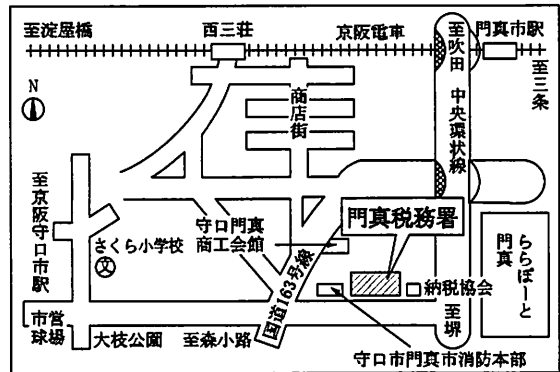 至淀屋橋
西三荘
京阪電車
至吹田
門真市駅
至三条
N
商店街
中央環状線
至京阪守口市駅
さくら小学校
文
守口門真
商工会館
国道163号線
門真税務署
ららぽーと
門真
納税協会
市営
球場
大枝公園
至森小路
至堺
守口市門真市消防本部